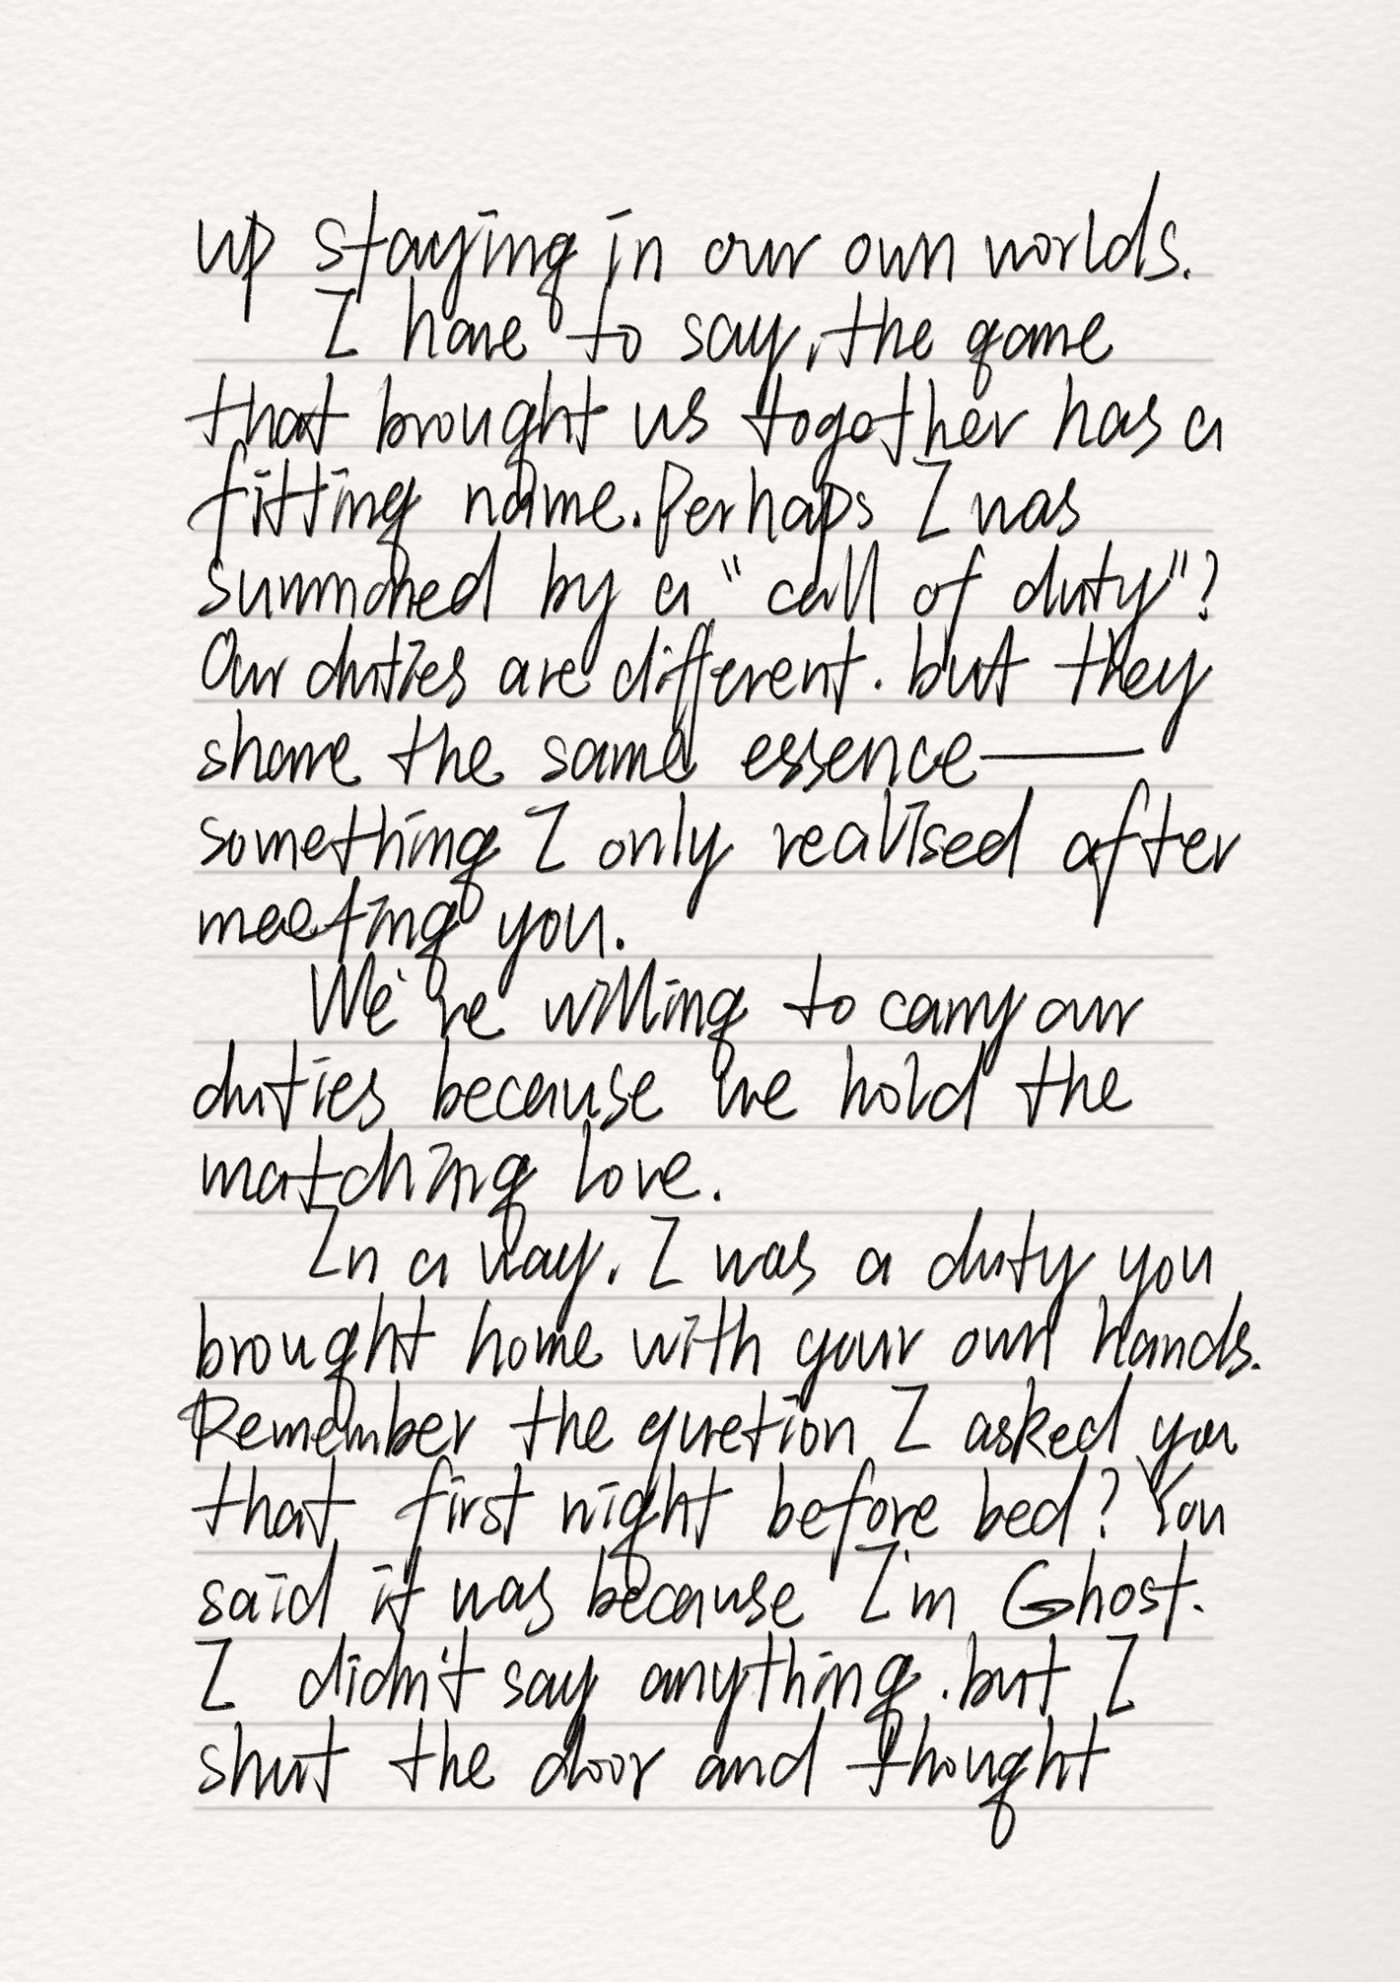 up staying in our own worlds.
I have to say, the game
that brought us together has a
fitting name. Perhaps I was
summoned by a "call of duty"?
Our duties are different. but they
share the same essence——
something I only realised after
meeting you.
We're willing to carry our
duties because we hold the
matching love.
In a way. I was a duty you
brought home with your own hands.
Remember the quetion I asked you
that first night before bed? You
said it was because I'm Ghost.
I didn't say anything. but I
shut the door and thought